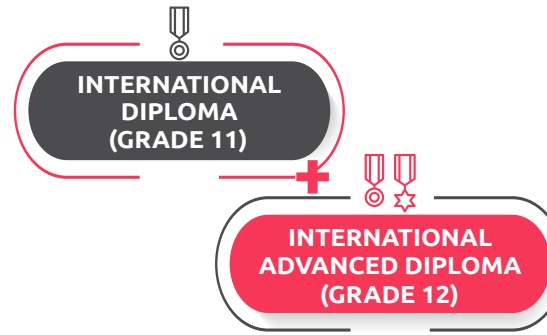 INTERNATIONAL
DIPLOMA
(GRADE 11)
INTERNATIONAL
ADVANCED DIPLOMA
(GRADE 12)